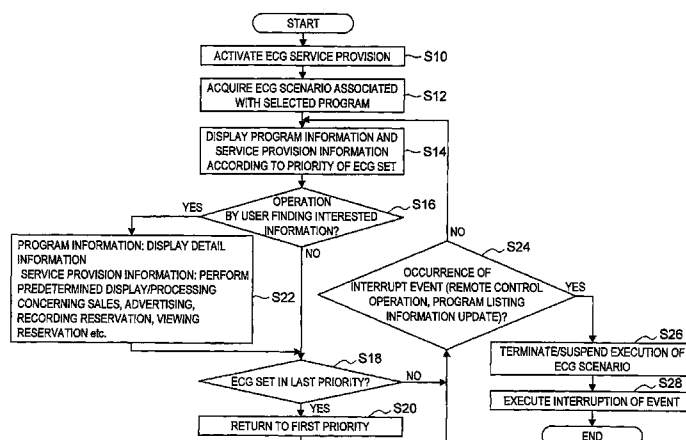 START
ACTIVATE ECG SERVICE PROVISION
S10
ACQUIRE ECG SCENARIO ASSOCIATED
WITH SELECTED PROGRAM
S12
DISPLAY PROGRAM INFORMATION AND
SERVICE PROVISION INFORMATION
ACCORDING TO PRIORITY OF ECG SET
S14
OPERATION
BY USER FINDING INTERESTED
INFORMATION?
S16
YES
NO
PROGRAM INFORMATION: DISPLAY DETAIL
INFORMATION
SERVICE PROVISION INFORMATION: PERFORM
PREDETERMINED DISPLAY/PROCESSING
CONCERNING SALES, ADVERTISING,
RECORDING RESERVATION, VIEWING
RESERVATION etc.
S22
NO
S24
OCCURRENCE OF
INTERRUPT EVENT (REMOTE CONTROL
OPERATION, PROGRAM LISTING
INFORMATION UPDATE)?
YES
S18
ECG SET IN LAST PRIORITY?
NO
YES
S20
RETURN TO FIRST PRIORITY
S26
TERMINATE/SUSPEND EXECUTION OF
ECG SCENARIO
S28
EXECUTE INTERRUPTION OF EVENT
END